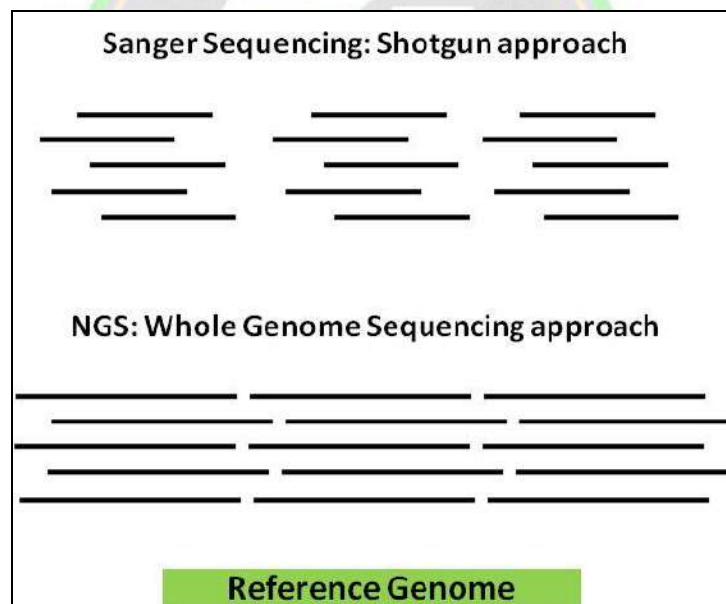 Sanger Sequencing: Shotgun approach
NGS: Whole Genome Sequencing approach
Reference Genome